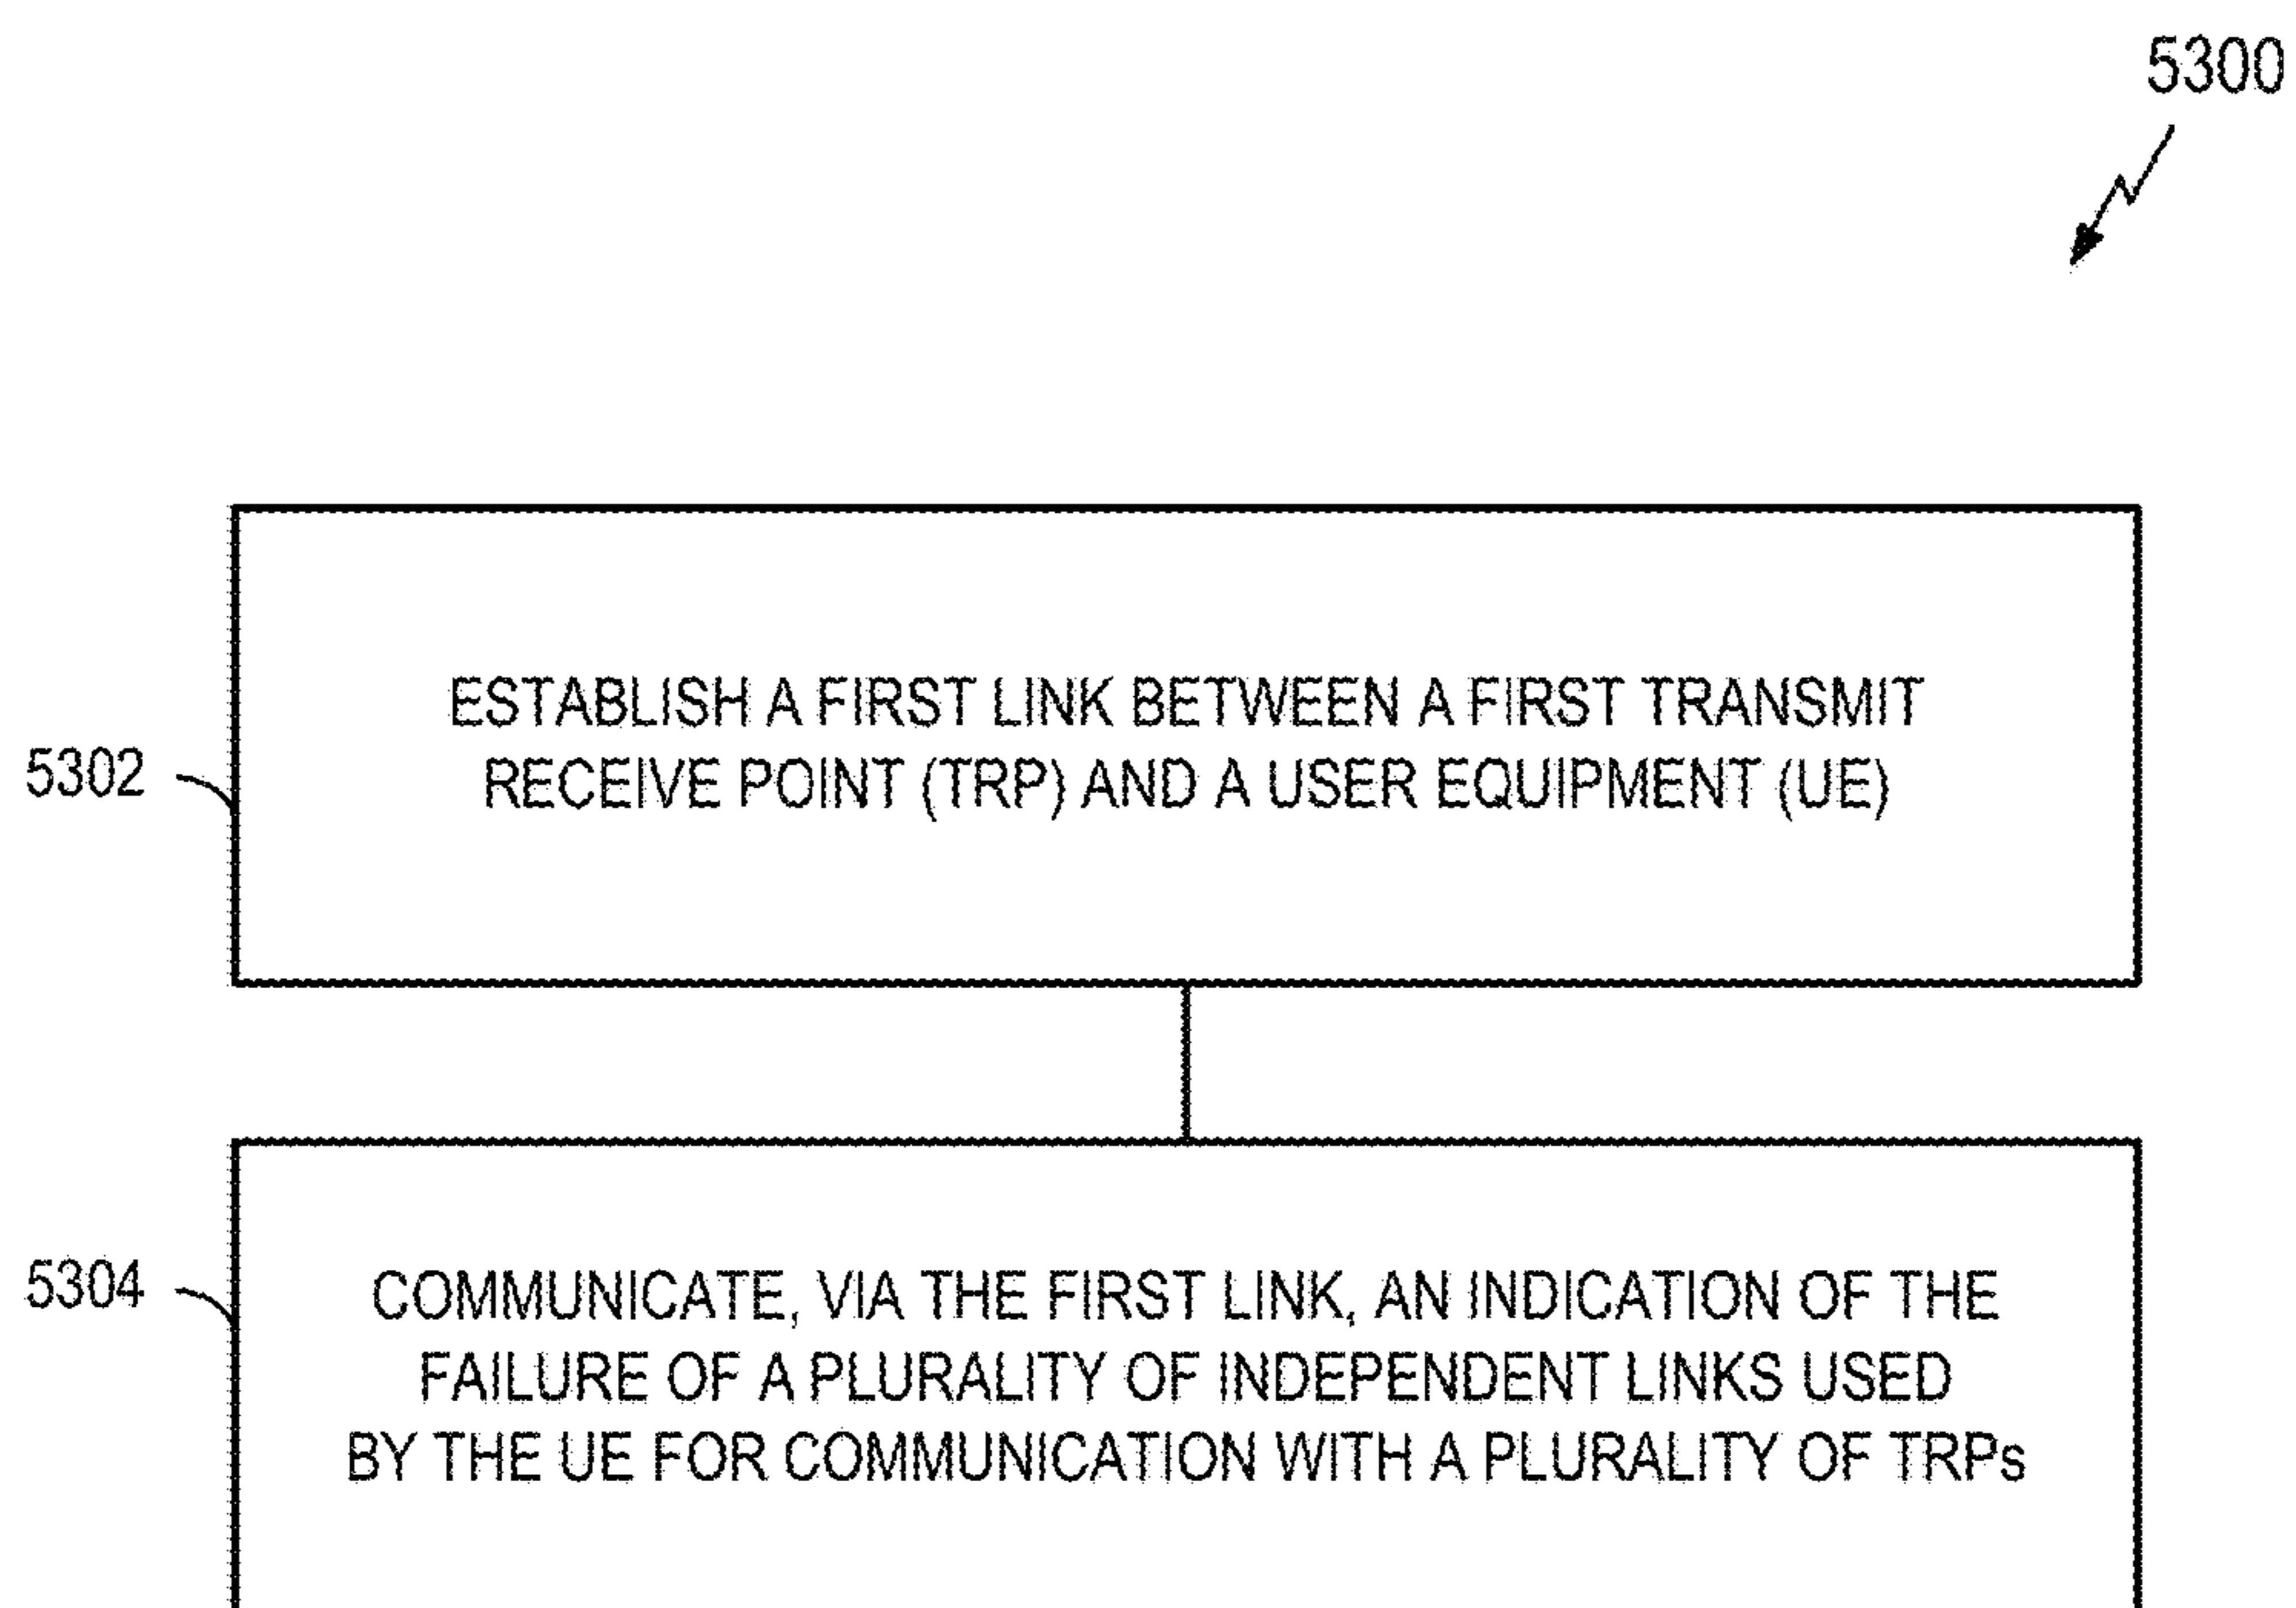 5300
5302
ESTABLISH A FIRST LINK BETWEEN A FIRST TRANSMIT
RECEIVE POINT (TRP) AND A USER EQUIPMENT (UE)
5304
COMMUNICATE, VIA THE FIRST LINK, AN INDICATION OF THE
FAILURE OF A PLURALITY OF INDEPENDENT LINKS USED
BY THE UE FOR COMMUNICATION WITH A PLURALITY OF TRPs